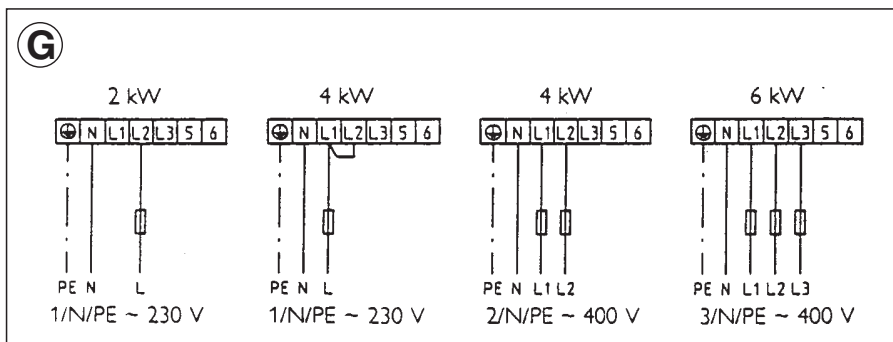 G
2 kW 4 kW 4 kW 6 kW
N L1 L2 L3 5 6 N L1 L2 L3 5 6 N L1 L2 L3 5 6 N L1 L2 L3 5 6
PE N L PE N L PE N L1 L2 PE N L1 L2 L3
1/N/PE ~ 230 V 1/N/PE ~ 230 V 2/N/PE ~ 400 V 3/N/PE ~ 400 V